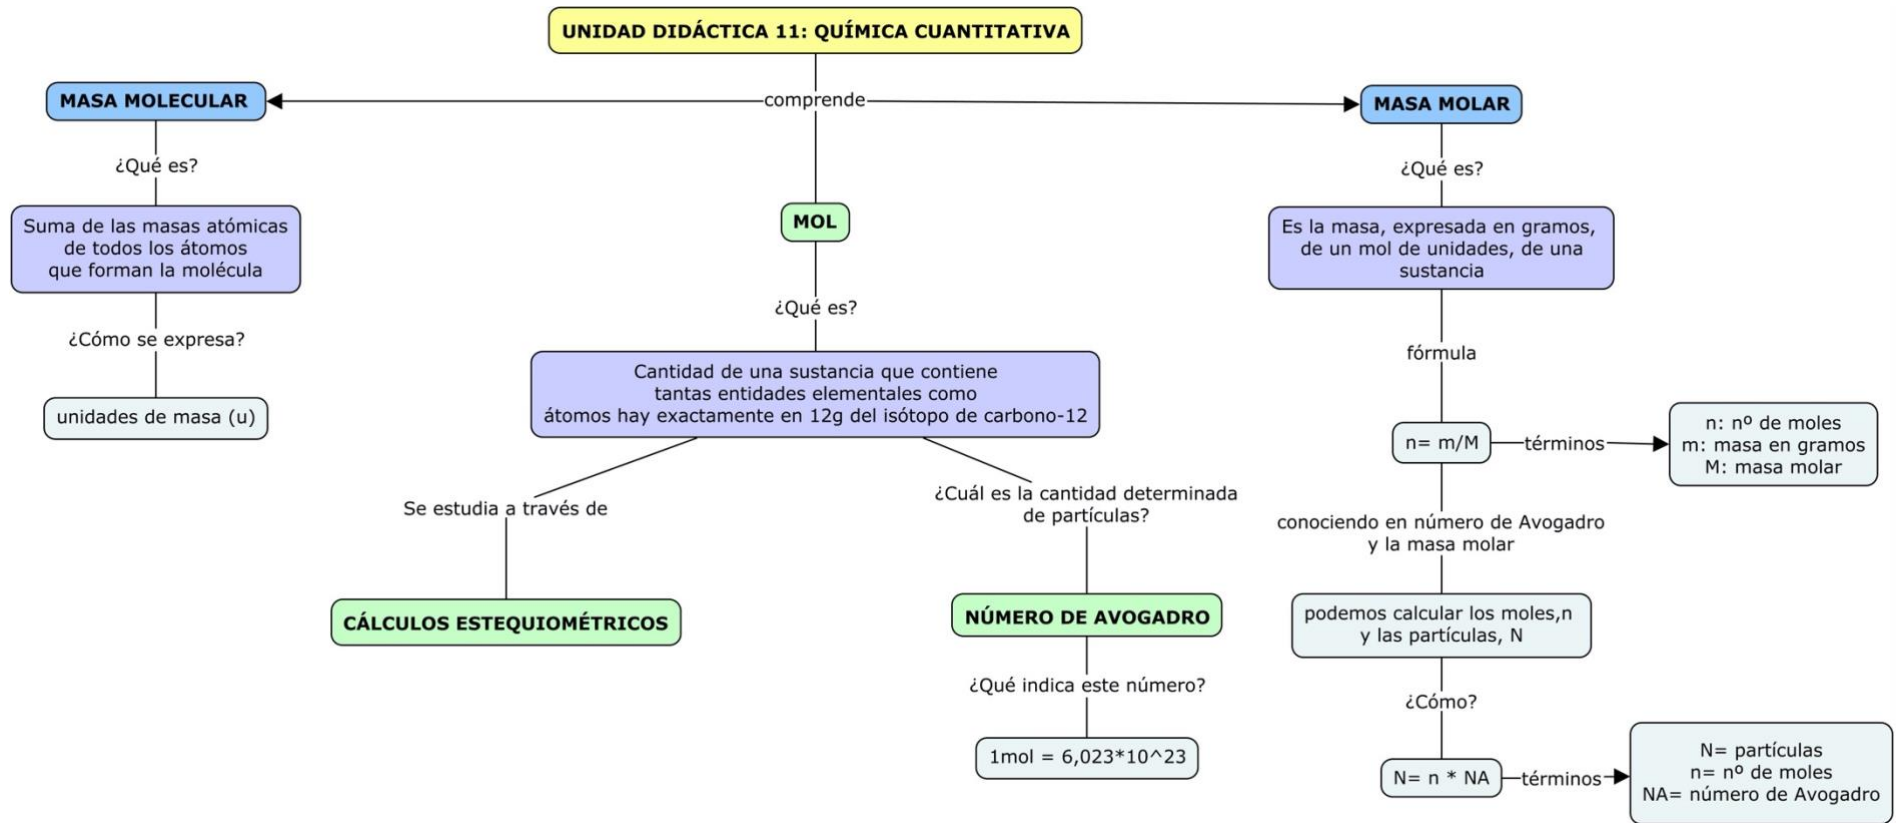 UNIDAD DIDÁCTICA 11: QUÍMICA CUANTITATIVA
comprende
MASA MOLECULAR
¿Qué es?
Suma de las masas atómicas
de todos los átomos
que forman la molécula
¿Cómo se expresa?
unidades de masa (u)
MOL
¿Qué es?
Cantidad de una sustancia que contiene
tantas entidades elementales como
átomos hay exactamente en 12g del isótopo de carbono-12
Se estudia a través de
CÁLCULOS ESTEQUIOMÉTRICOS
¿Cuál es la cantidad determinada
de partículas?
NÚMERO DE AVOGADRO
¿Qué indica este número?
1mol = 6,023*10^23
MASA MOLAR
¿Qué es?
Es la masa, expresada en gramos,
de un mol de unidades, de una
sustancia
fórmula
n= m/M
términos
n: nº de moles
m: masa en gramos
M: masa molar
conociendo en número de Avogadro
y la masa molar
podemos calcular los moles,n
y las partículas, N
¿Cómo?
N= n * NA
términos
N= partículas
n= nº de moles
NA= número de Avogadro